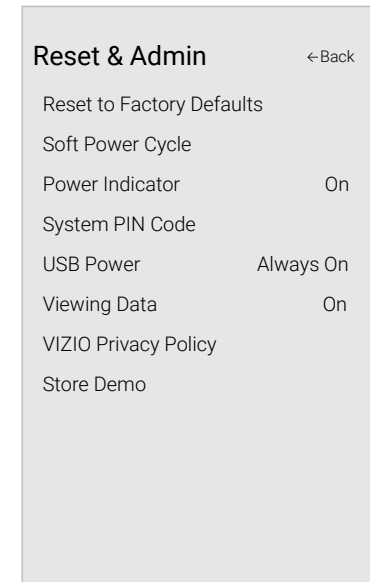 Reset & Admin ←Back
Reset to Factory Defaults
Soft Power Cycle
Power Indicator On
System PIN Code
USB Power Always On
Viewing Data On
VIZIO Privacy Policy
Store Demo